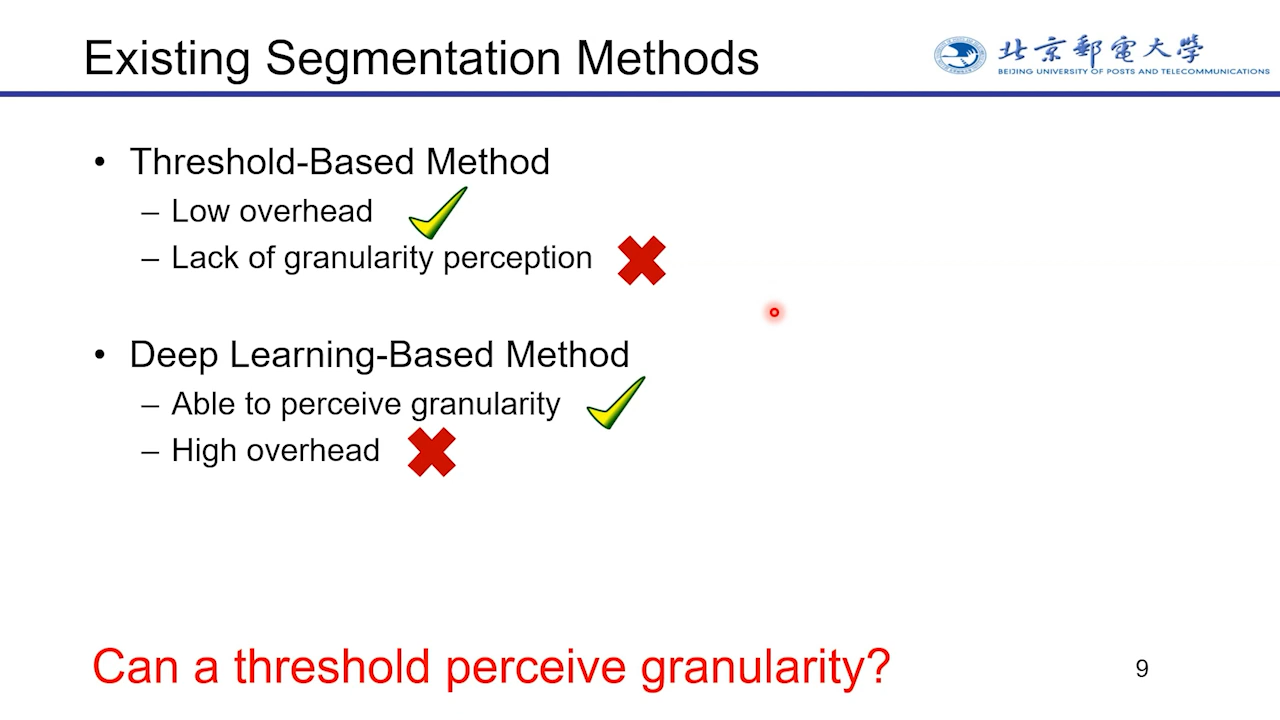 Existing Segmentation Methods
北京郵電大學
BEIJING UNIVERSITY OF POSTS AND TELECOMMUNICATIONS
• Threshold-Based Method
– Low overhead
– Lack of granularity perception
• Deep Learning-Based Method
– Able to perceive granularity
– High overhead
Can a threshold perceive granularity?
9